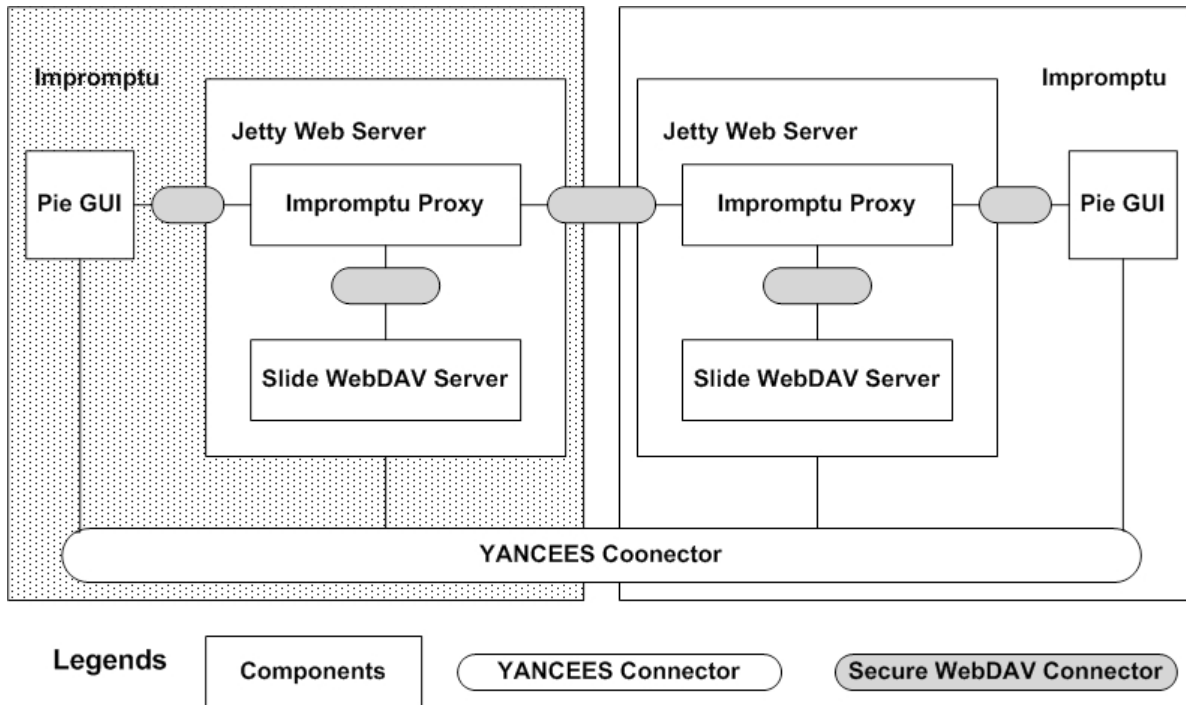 Impromptu
Impromptu
Jetty Web Server
Jetty Web Server
Pie GUI
Impromptu Proxy
Impromptu Proxy
Pie GUI
Slide WebDAV Server
Slide WebDAV Server
YANCEES Coonector
Legends
Components
YANCEES Connector
Secure WebDAV Connector